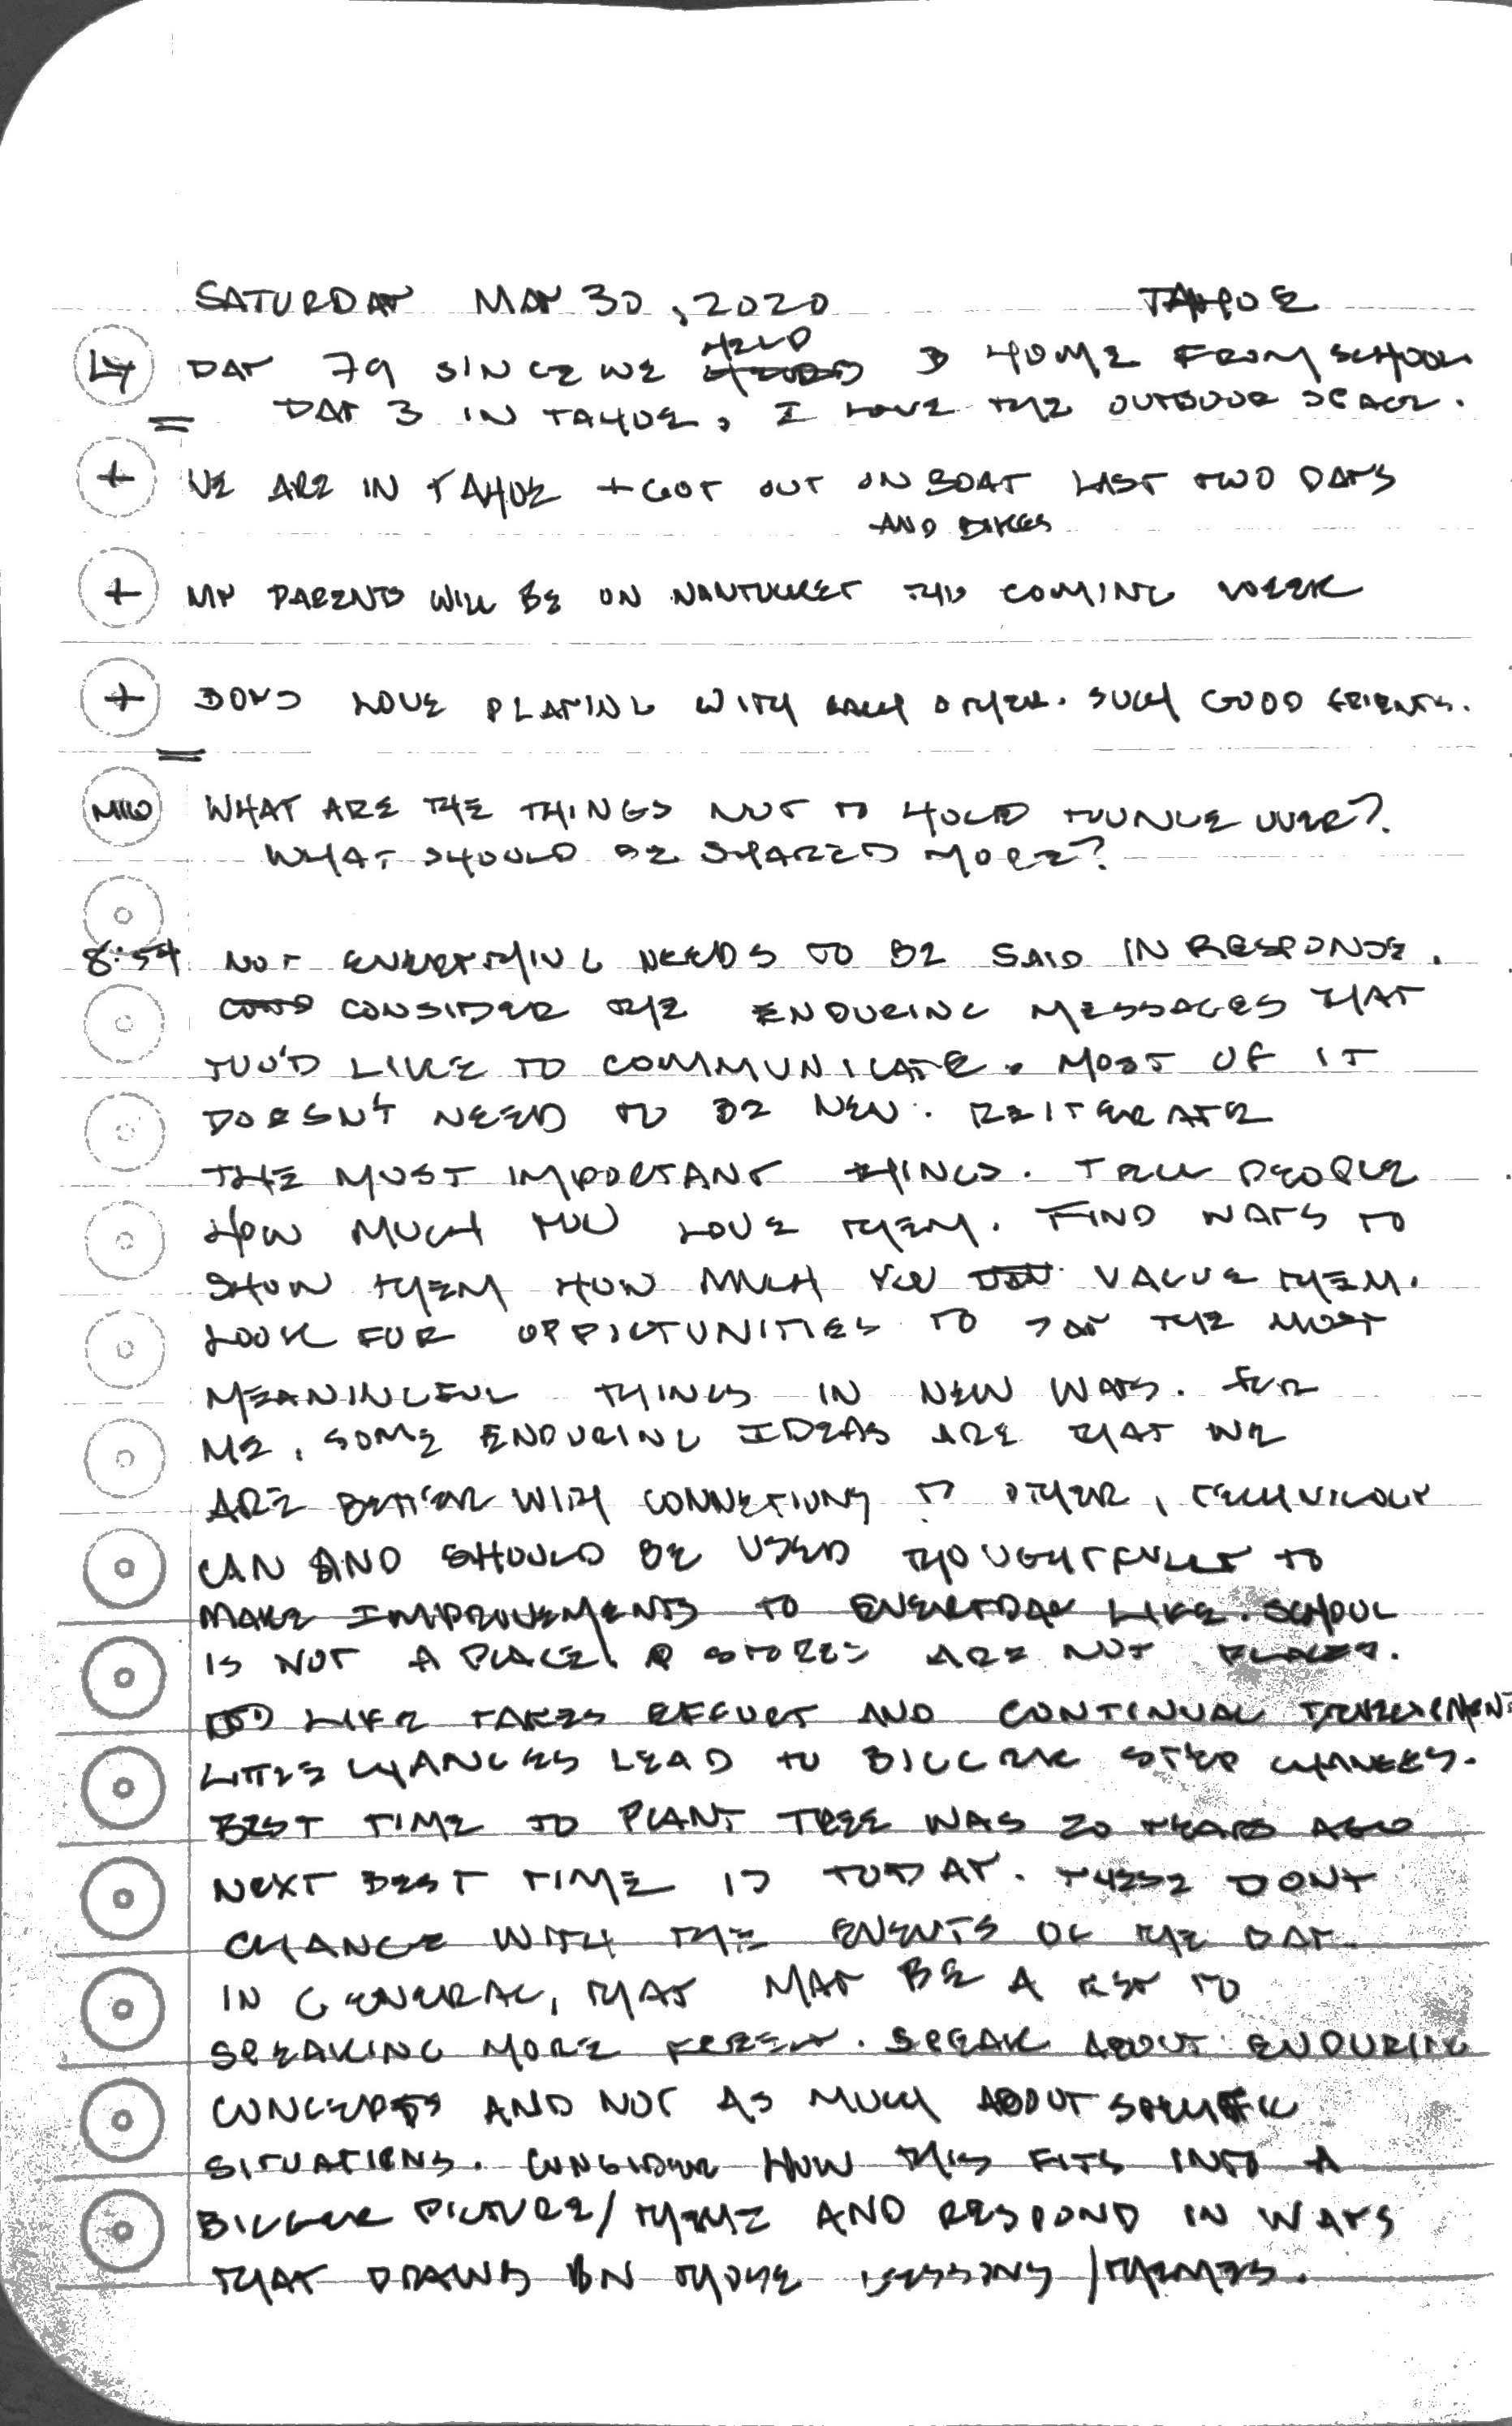 SATURDAY MAY 30, 2020 TAHOE
LY DAY 79 SINCE WE HELD B HOME FROM SCHOOL
= DAY 3 IN TAHOE, I LOVE THE OUTDOOR SPACE.
+ WE ARE IN TAHOE + GOT OUT ON BOAT LAST TWO DAYS
AND BIKES
+ MY PARENTS WILL BE ON NANTUCKET THIS COMING WEEK
+ BOYS LOVE PLAYING WITH EACH OTHER. SUCH GOOD FRIENDS.
=
MIW WHAT ARE THE THINGS NOT TO HOLD TOUNGE OVER?
WHAT SHOULD BE SHARED MORE?
8:54 NOT EVERYTHING NEEDS TO BE SAID IN RESPONSE.
CONSIDER THE ENDURING MESSAGES THAT
YOU'D LIKE TO COMMUNICATE. MOST OF IT
DOESN'T NEED TO BE NEW. REITERATE
THE MOST IMPORTANT THINGS. TELL PEOPLE
HOW MUCH YOU LOVE THEM. FIND WAYS TO
SHOW THEM HOW MUCH YOU VALUE THEM.
LOOK FOR OPPORTUNITIES TO SAY THE MOST
MEANINGFUL THINGS IN NEW WAYS. FOR
ME, SOME ENDURING IDEAS ARE THAT WE
ARE BETTER WITH CONNETIONS TO OTHER, TECHNOLOGY
CAN AND SHOULD BE USED THOUGHTFULLY TO
MAKE IMPROVEMENTS TO EVERYDAY LIFE. SCHOOL
IS NOT A PLACE, STORES ARE NOT PLACES.
LIFE TAKES EFFORT AND CONTINUAL
LITTLE CHANGES LEAD TO BIGGER STEP CHANGES.
BEST TIME TO PLANT TREE WAS 20 YEARS AGO
NEXT BEST TIME IS TODAY. THESE DONT
CHANGE WITH THE EVENTS OF THE DAY.
IN GENERAL, THAT MAY BE A KEY TO
SPEAKING MORE FREELY. SPEAK ABOUT ENDURING
CONCEPTS AND NOT AS MUCH ABOUT SPECIFIC
SITUATIONS. CONSIDER HOW THIS FITS INTO A
BIGGER PICTURE/THEME AND RESPOND IN WAYS
THAT DRAWS ON THOSE LESSONS/THEMES.